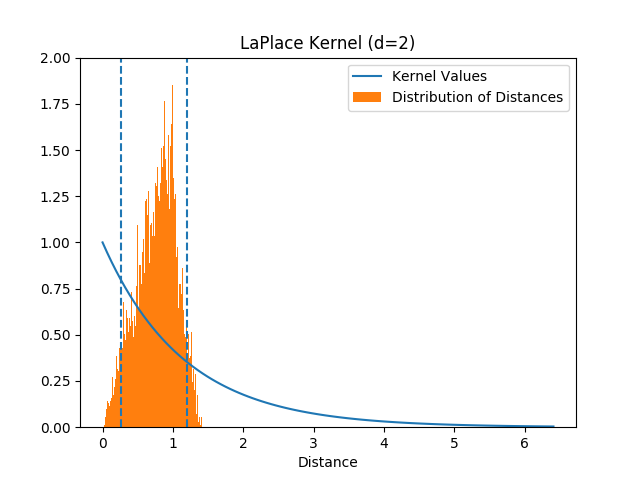 LaPlace Kernel (d=2)
Kernel Values
Distribution of Distances
2.00
1.75
1.50
1.25
1.00
0.75
0.50
0.25
0.00
0 1 2 3 4 5 6
Distance